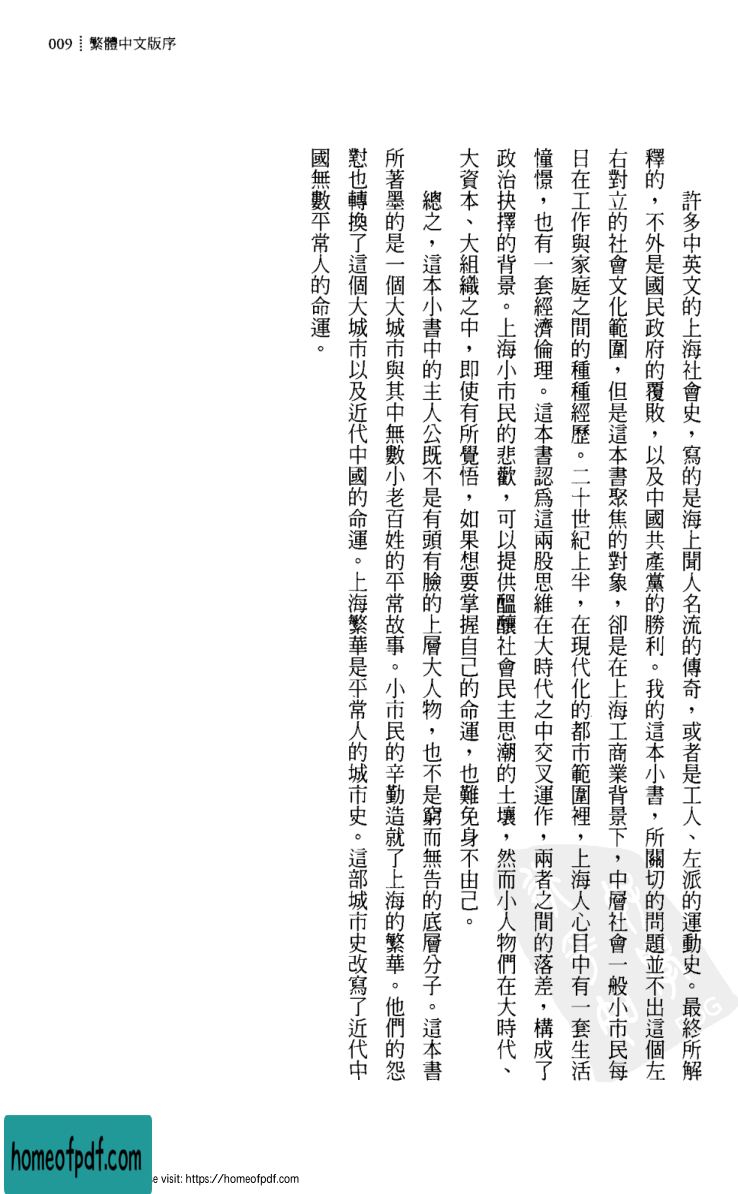 009 ┊ 繁體中文版序
許多中英文的上海社會史，寫的是海上聞人名流的傳奇，或者是工人、左派的運動史。最終所解
釋的，不外是國民政府的覆敗，以及中國共產黨的勝利。我的這本小書，所關切的問題並不出這個左
右對立的社會文化範圍，但是這本書聚焦的對象，卻是在上海工商業背景下，中層社會一般小市民每
日在工作與家庭之間的種種經歷。二十世紀上半，在現代化的都市範圍裡，上海人心目中有一套生活
憧憬，也有一套經濟倫理。這本書認爲這兩股思維在大時代之中交叉運作，兩者之間的落差，構成了
政治抉擇的背景。上海小市民的悲歡，可以提供醞釀社會民主思潮的土壤，然而小人物們在大時代、
大資本、大組織之中，即使有所覺悟，如果想要掌握自己的命運，也難免身不由己。
總之，這本小書中的主人公既不是有頭有臉的上層大人物，也不是窮而無告的底層分子。這本書
所著墨的是一個大城市與其中無數小老百姓的平常故事。小市民的辛勤造就了上海的繁華。他們的怨
懟也轉換了這個大城市以及近代中國的命運。上海繁華是平常人的城市史。這部城市史改寫了近代中
國無數平常人的命運。
homeofpdf.com
e visit: https://homeofpdf.com